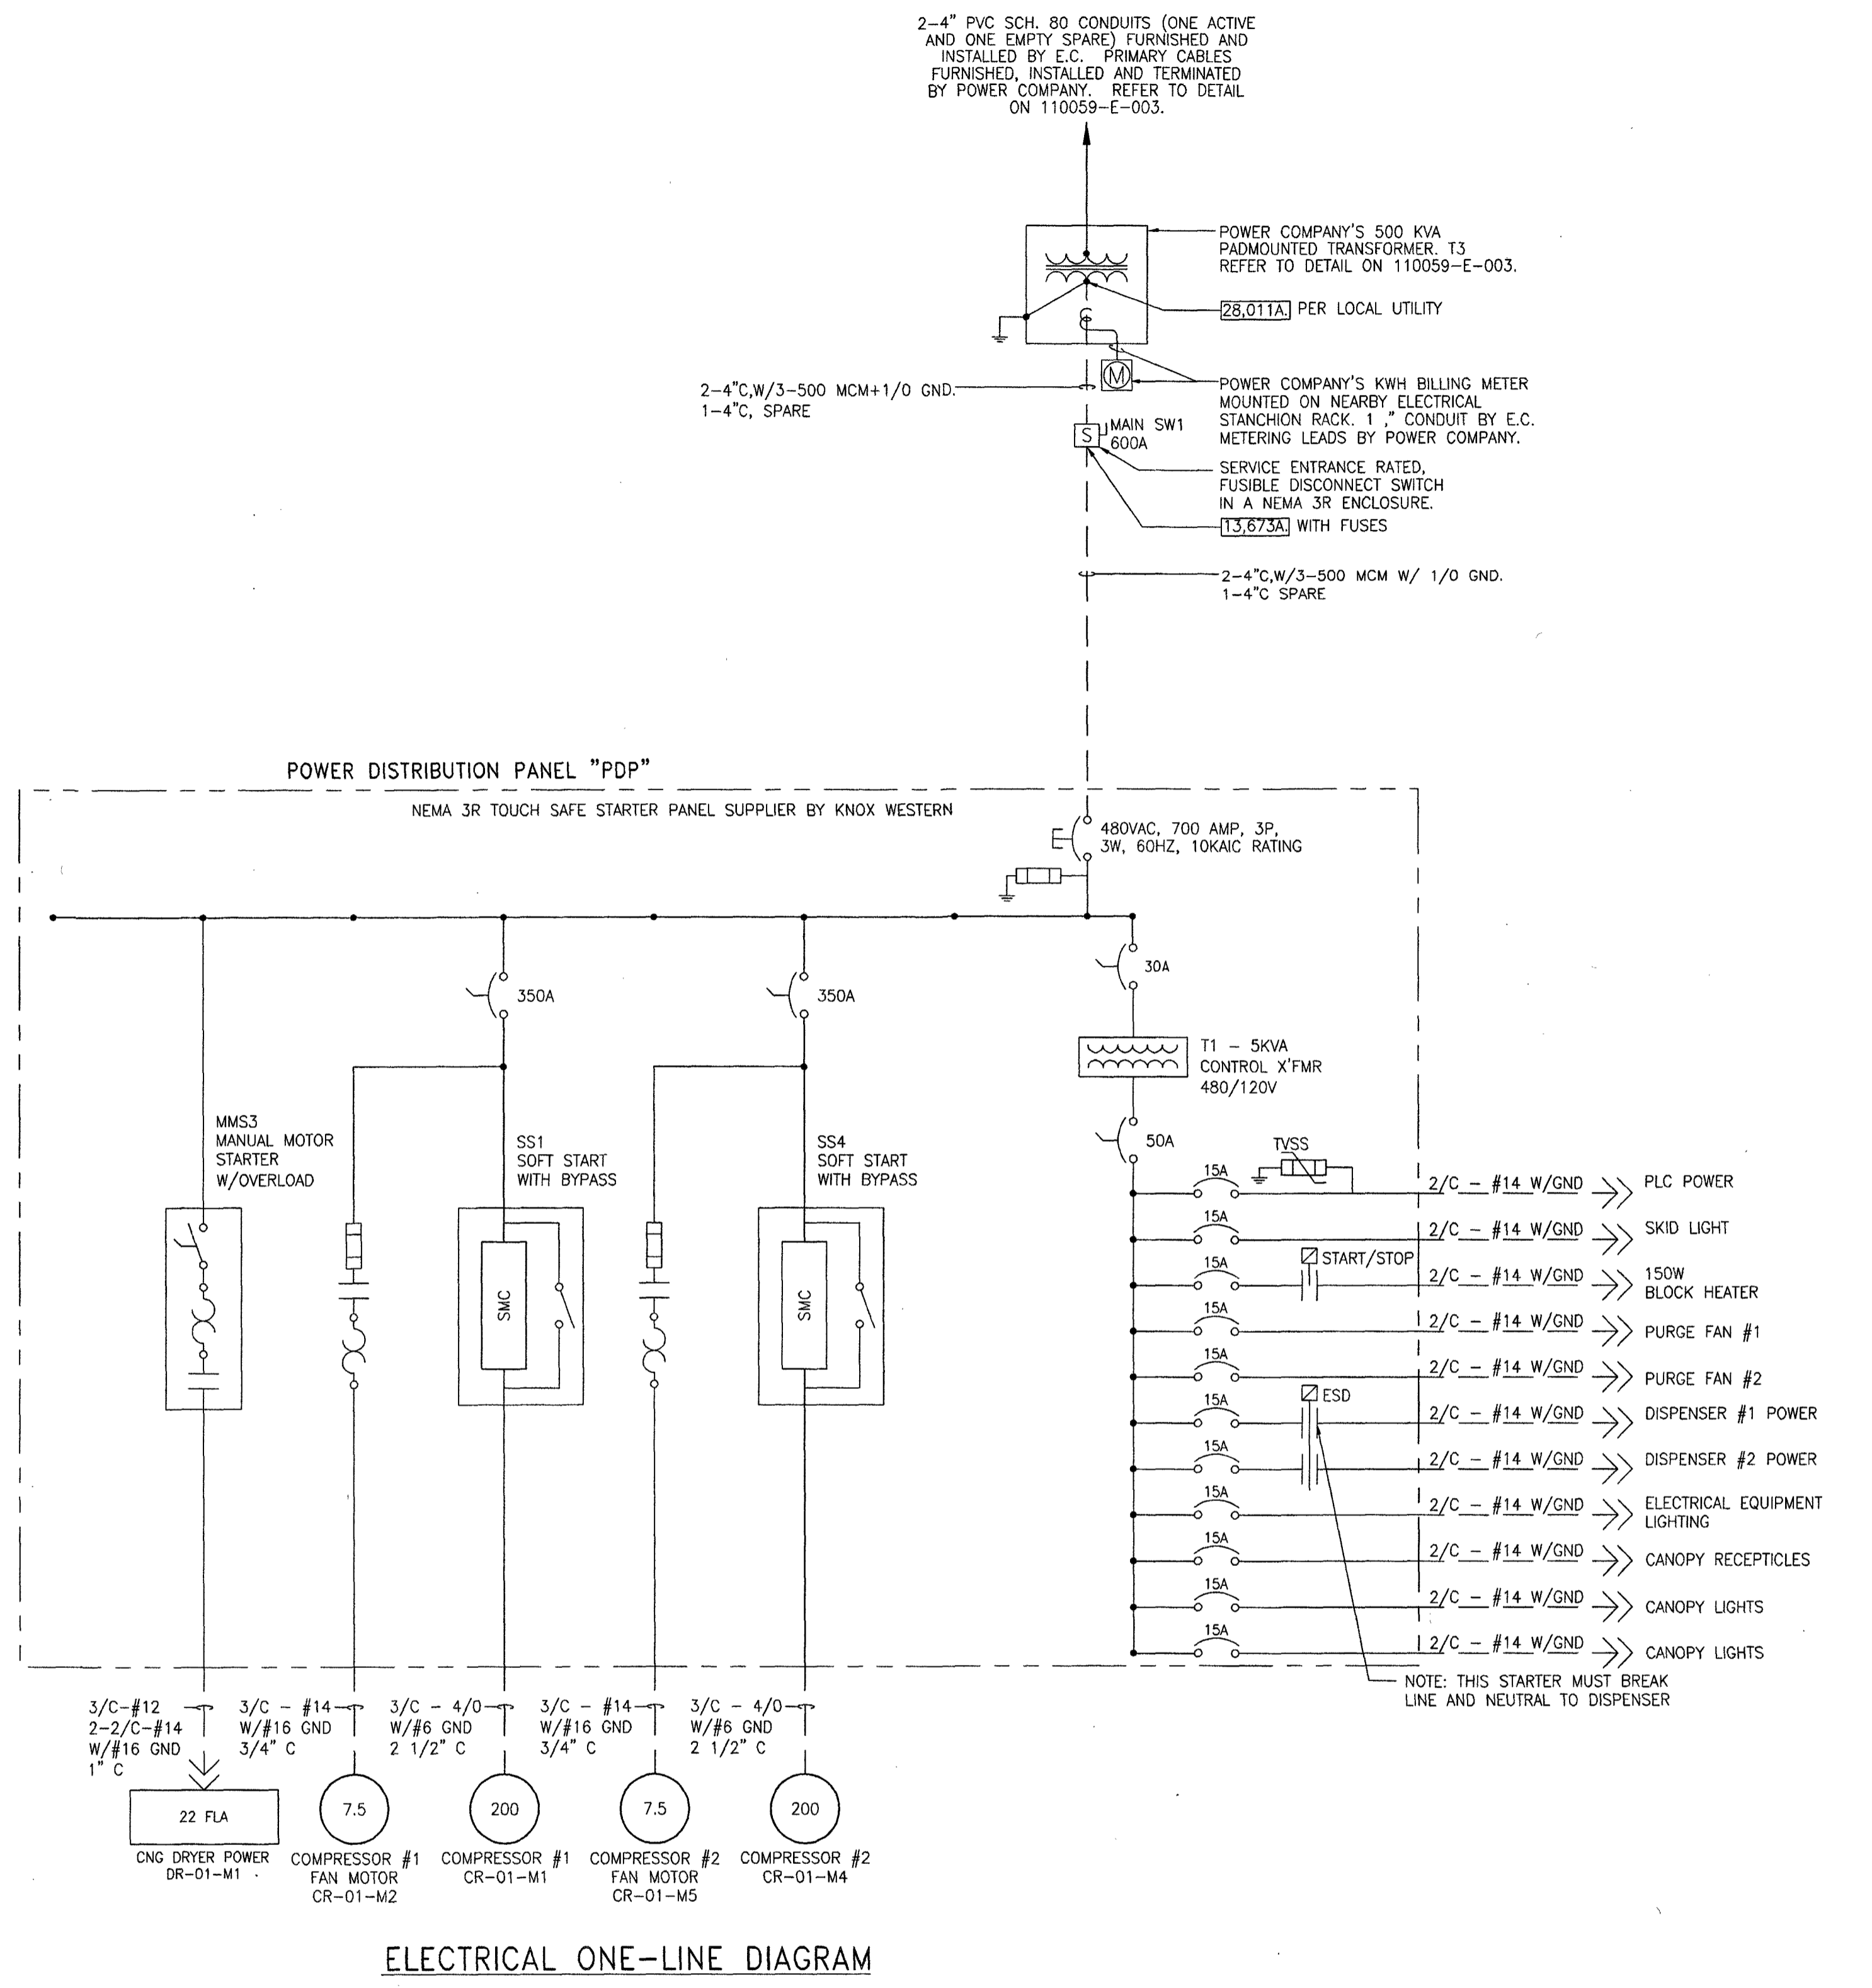 2-4" PVC SCH. 80 CONDUITS (ONE ACTIVE
AND ONE EMPTY SPARE) FURNISHED AND
INSTALLED BY E.C. PRIMARY CABLES
FURNISHED, INSTALLED AND TERMINATED
BY POWER COMPANY. REFER TO DETAIL
ON 110059-E-003.
POWER COMPANY'S 500 KVA
PADMOUNTED TRANSFORMER. T3
REFER TO DETAIL ON 110059-E-003.
28,011A. PER LOCAL UTILITY
M
2-4"C,W/3-500 MCM+1/0 GND.
1-4"C, SPARE
POWER COMPANY'S KWH BILLING METER
MOUNTED ON NEARBY ELECTRICAL
STANCHION RACK. 1 ," CONDUIT BY E.C.
METERING LEADS BY POWER COMPANY.
S
MAIN SW1
600A
SERVICE ENTRANCE RATED,
FUSIBLE DISCONNECT SWITCH
IN A NEMA 3R ENCLOSURE.
13,673A. WITH FUSES
2-4"C,W/3-500 MCM W/ 1/0 GND.
1-4"C SPARE
POWER DISTRIBUTION PANEL "PDP"
NEMA 3R TOUCH SAFE STARTER PANEL SUPPLIER BY KNOX WESTERN
480VAC, 700 AMP, 3P,
3W, 60HZ, 10KAIC RATING
350A
350A
30A
T1 - 5KVA
CONTROL X'FMR
480/120V
50A
MMS3
MANUAL MOTOR
STARTER
W/OVERLOAD
SS1
SOFT START
WITH BYPASS
SMC
SS4
SOFT START
WITH BYPASS
SMC
TVSS
15A
2/C - #14 W/GND
PLC POWER
15A
2/C - #14 W/GND
SKID LIGHT
15A
START/STOP
2/C - #14 W/GND
150W
BLOCK HEATER
15A
2/C - #14 W/GND
PURGE FAN #1
15A
2/C - #14 W/GND
PURGE FAN #2
15A
ESD
2/C - #14 W/GND
DISPENSER #1 POWER
15A
2/C - #14 W/GND
DISPENSER #2 POWER
15A
2/C - #14 W/GND
ELECTRICAL EQUIPMENT
LIGHTING
15A
2/C - #14 W/GND
CANOPY RECEPTICLES
15A
2/C - #14 W/GND
CANOPY LIGHTS
15A
2/C - #14 W/GND
CANOPY LIGHTS
NOTE: THIS STARTER MUST BREAK
LINE AND NEUTRAL TO DISPENSER
3/C-#12
2-2/C-#14
W/#16 GND
1" C
3/C - #14
W/#16 GND
3/4" C
3/C - 4/0
W/#6 GND
2 1/2" C
3/C - #14
W/#16 GND
3/4" C
3/C - 4/0
W/#6 GND
2 1/2" C
22 FLA
7.5
200
7.5
200
CNG DRYER POWER
DR-01-M1
COMPRESSOR #1
FAN MOTOR
CR-01-M2
COMPRESSOR #1
CR-01-M1
COMPRESSOR #2
FAN MOTOR
CR-01-M5
COMPRESSOR #2
CR-01-M4
ELECTRICAL ONE-LINE DIAGRAM